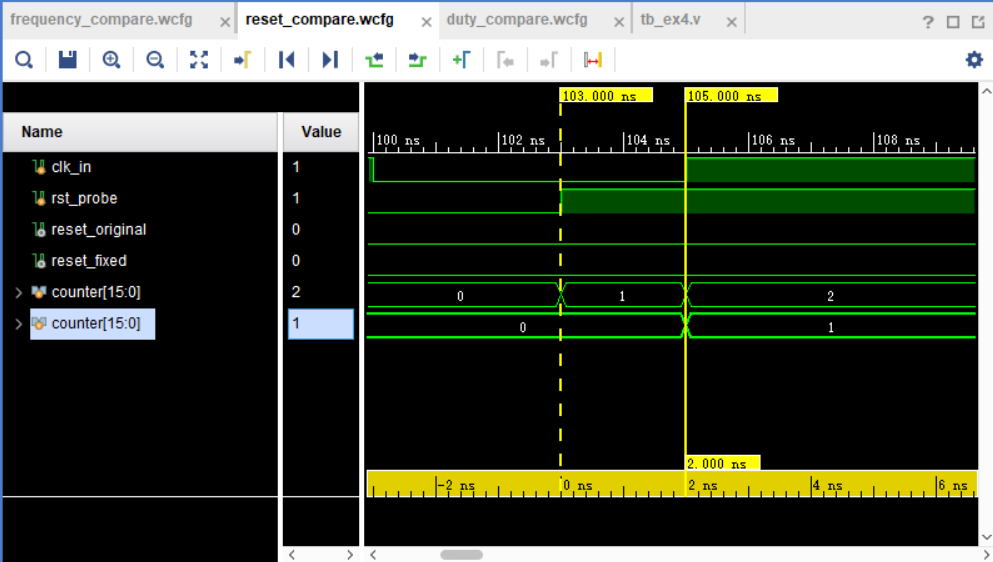 frequency_compare.wcfg × reset_compare.wcfg × duty_compare.wcfg × tb_ex4.v ×
?
103.000 ns 105.000 ns
Name Value 100 ns 102 ns 104 ns 106 ns 108 ns
clk_in 1
rst_probe 1
reset_original 0
reset_fixed 0
counter[15:0] 2 0 1 2
counter[15:0] 1 0 1
2.000 ns
-2 ns 0 ns 2 ns 4 ns 6 ns